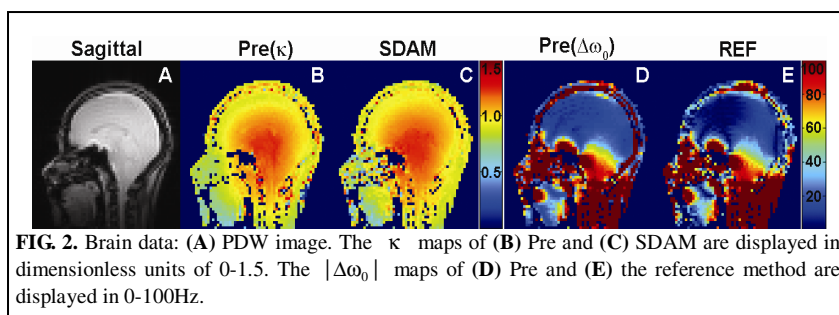 Sagittal Pre(κ) SDAM Pre(Δω₀) REF
A B C D E
1.5
1.0
0.5
100
80
60
40
20
FIG. 2. Brain data: (A) PDW image. The κ maps of (B) Pre and (C) SDAM are displayed in
dimensionless units of 0-1.5. The |Δω₀| maps of (D) Pre and (E) the reference method are
displayed in 0-100Hz.